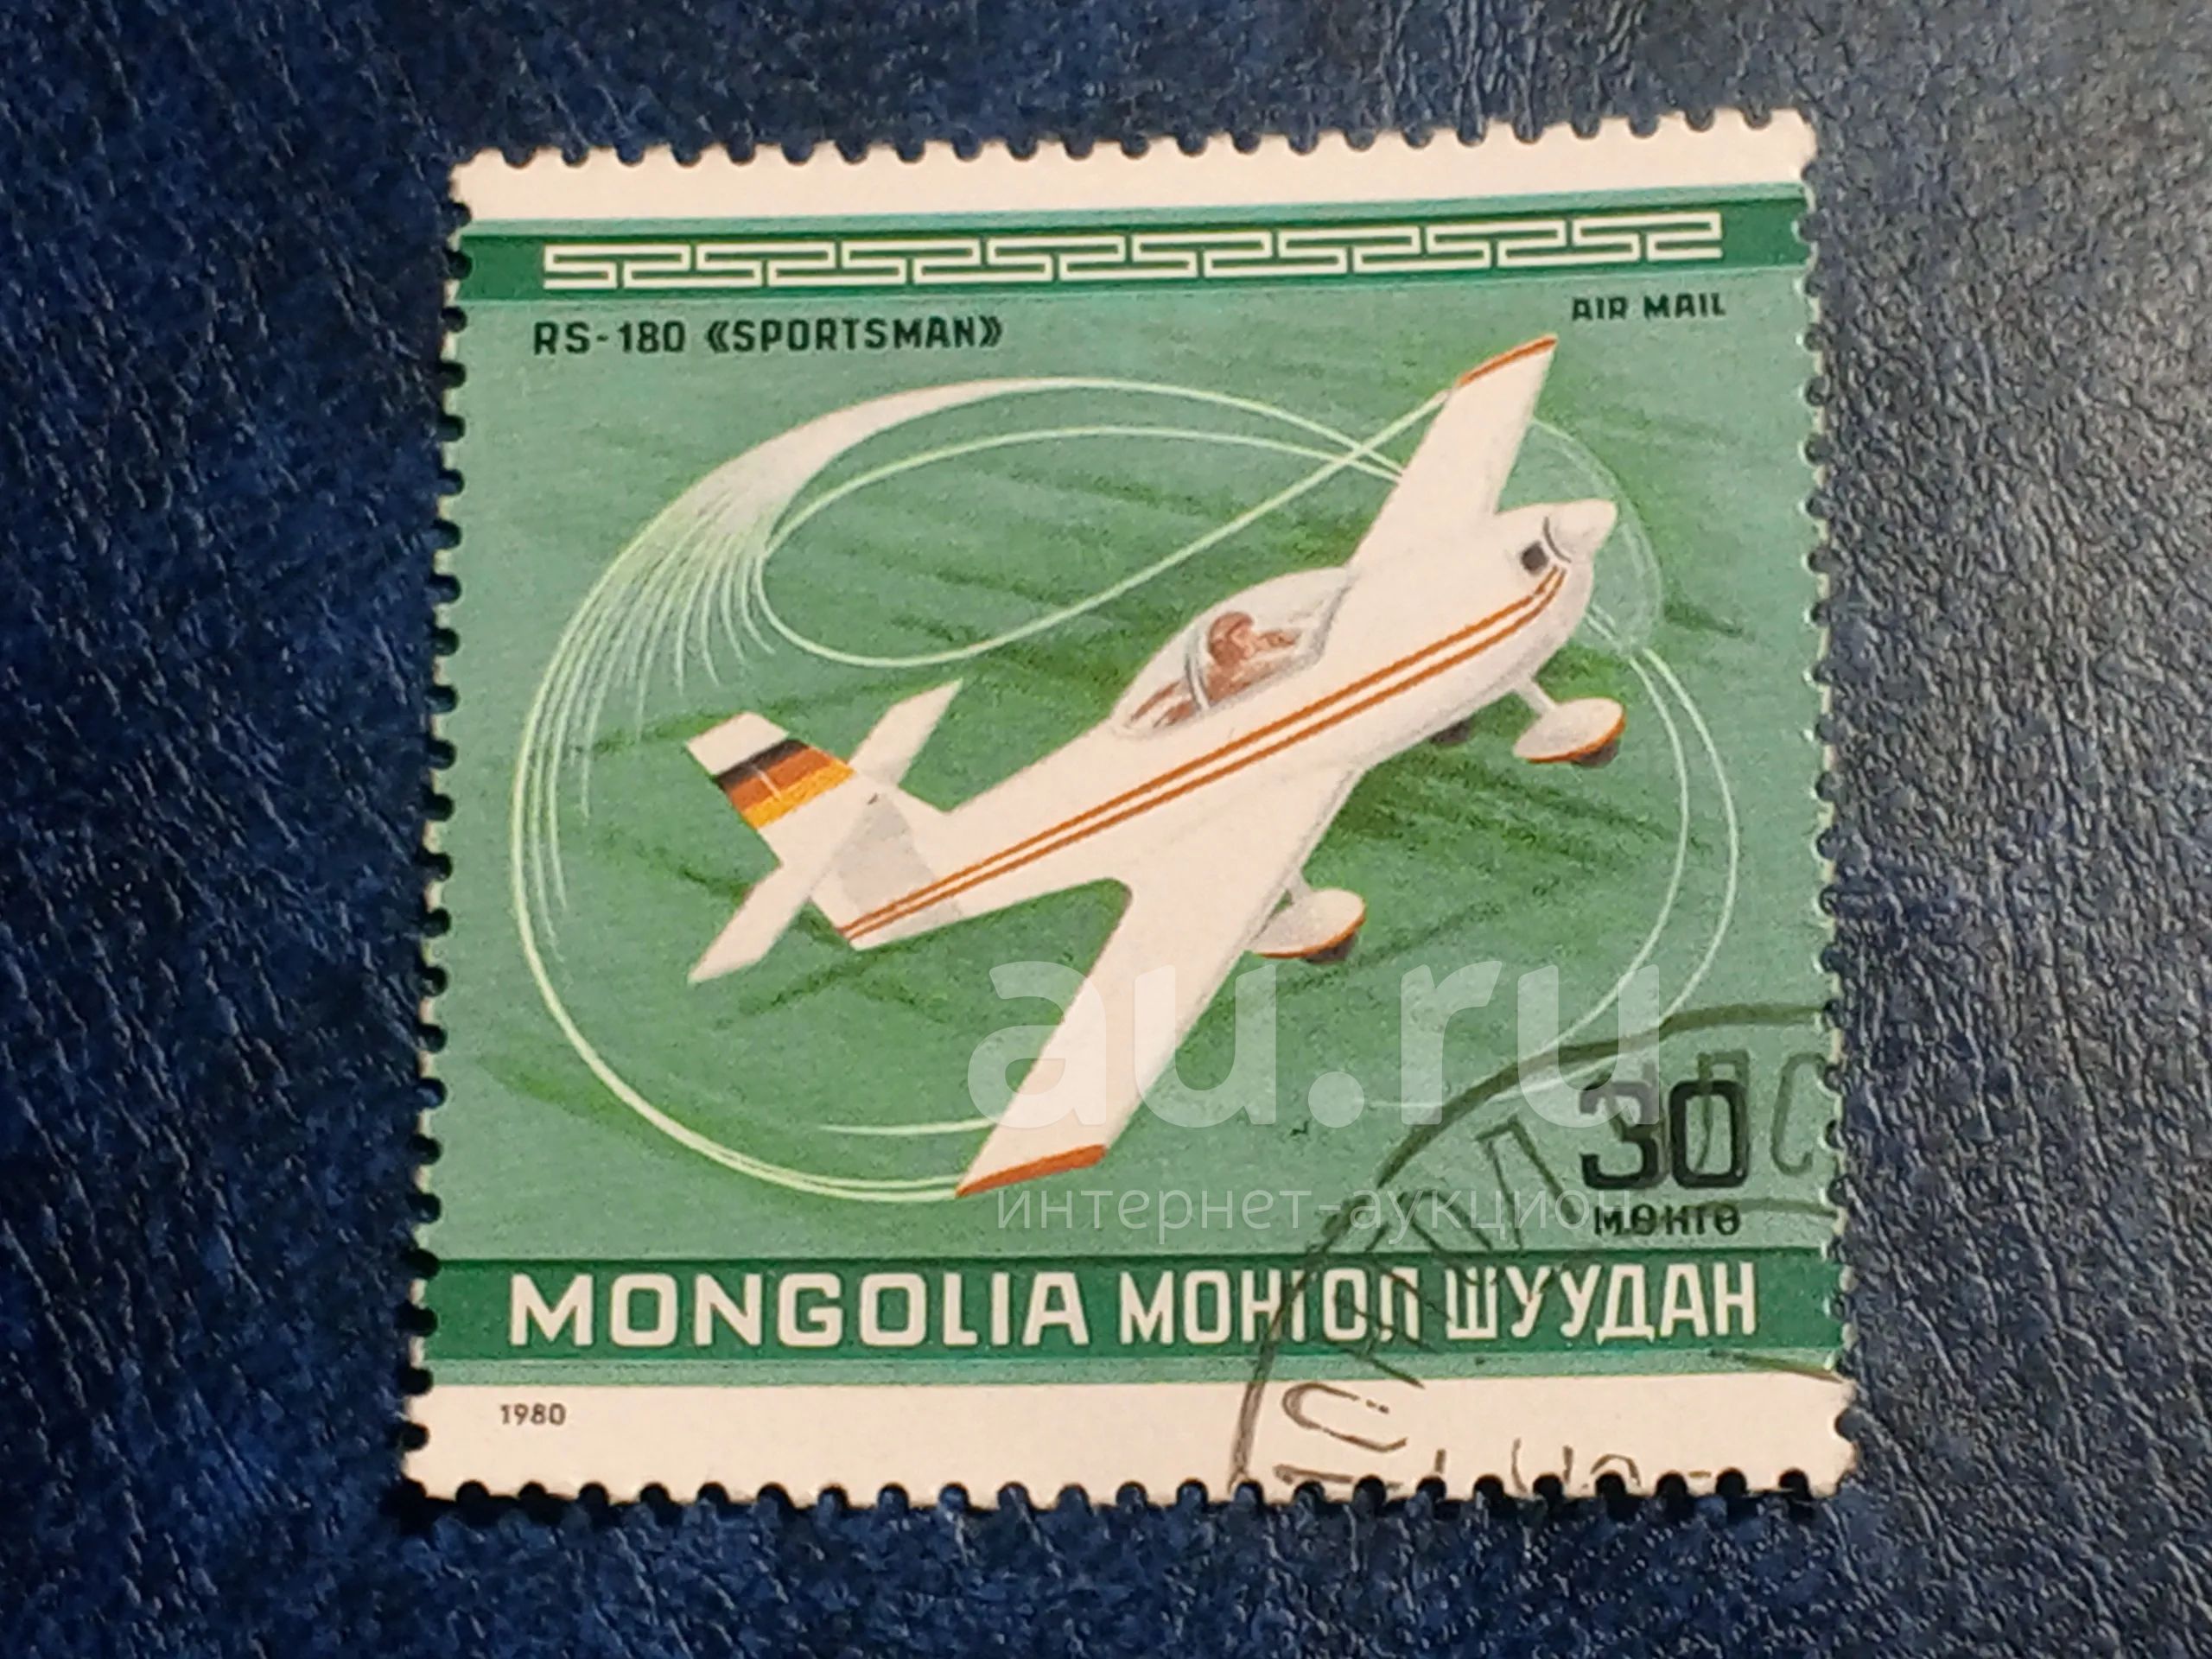 AIR MAIL
RS-180 «SPORTSMAN»
au.ru
интернет-аукцион
30
мөнгө
MONGOLIA МОНГОЛ ШУУДАН
1980